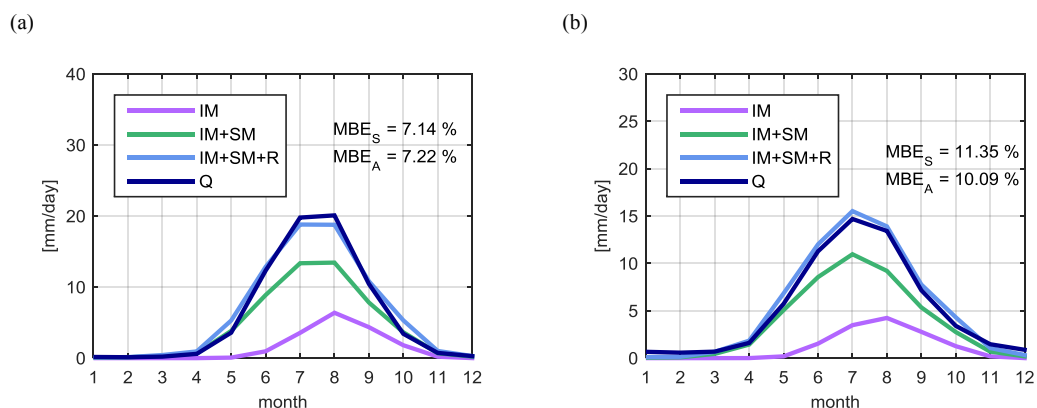 (a)
40
30
20
10
0
[mm/day]
IM
IM+SM
IM+SM+R
Q
MBE_S = 7.14 %
MBE_A = 7.22 %
1 2 3 4 5 6 7 8 9 10 11 12
month
(b)
30
25
20
15
10
5
0
[mm/day]
IM
IM+SM
IM+SM+R
Q
MBE_S = 11.35 %
MBE_A = 10.09 %
1 2 3 4 5 6 7 8 9 10 11 12
month